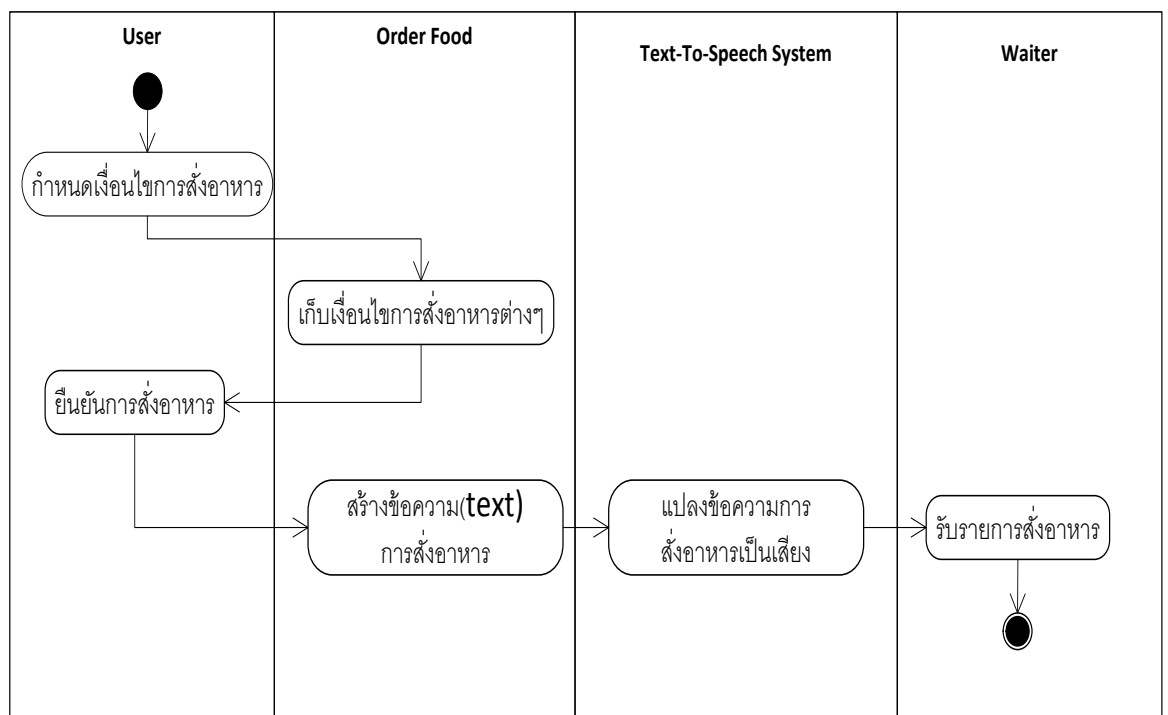 User
Order Food
Text-To-Speech System
Waiter
กำหนดเงื่อนไขการสั่งอาหาร
เก็บเงื่อนไขการสั่งอาหารต่างๆ
ยืนยันการสั่งอาหาร
สร้างข้อความ(text)
การสั่งอาหาร
แปลงข้อความการ
สั่งอาหารเป็นเสียง
รับรายการสั่งอาหาร